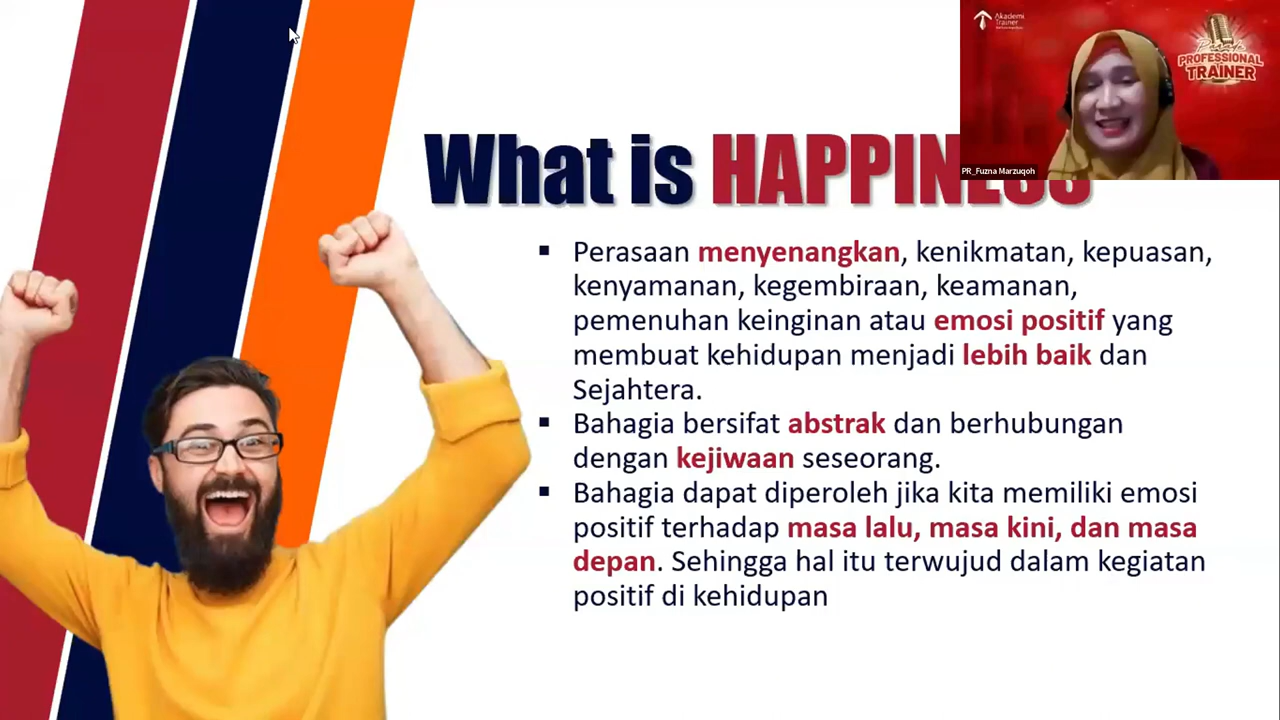 Akademi
Trainer
PROFESSIONAL
TRAINER
PR_Fuzna Marzuqoh
What is HAPPINESS
▪ Perasaan menyenangkan, kenikmatan, kepuasan,
kenyamanan, kegembiraan, keamanan,
pemenuhan keinginan atau emosi positif yang
membuat kehidupan menjadi lebih baik dan
Sejahtera.
▪ Bahagia bersifat abstrak dan berhubungan
dengan kejiwaan seseorang.
▪ Bahagia dapat diperoleh jika kita memiliki emosi
positif terhadap masa lalu, masa kini, dan masa
depan. Sehingga hal itu terwujud dalam kegiatan
positif di kehidupan